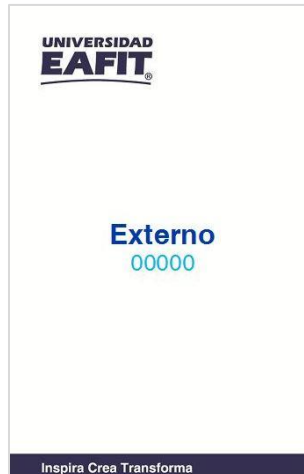 UNIVERSIDAD
EAFIT®
Externo
00000
Inspira Crea Transforma